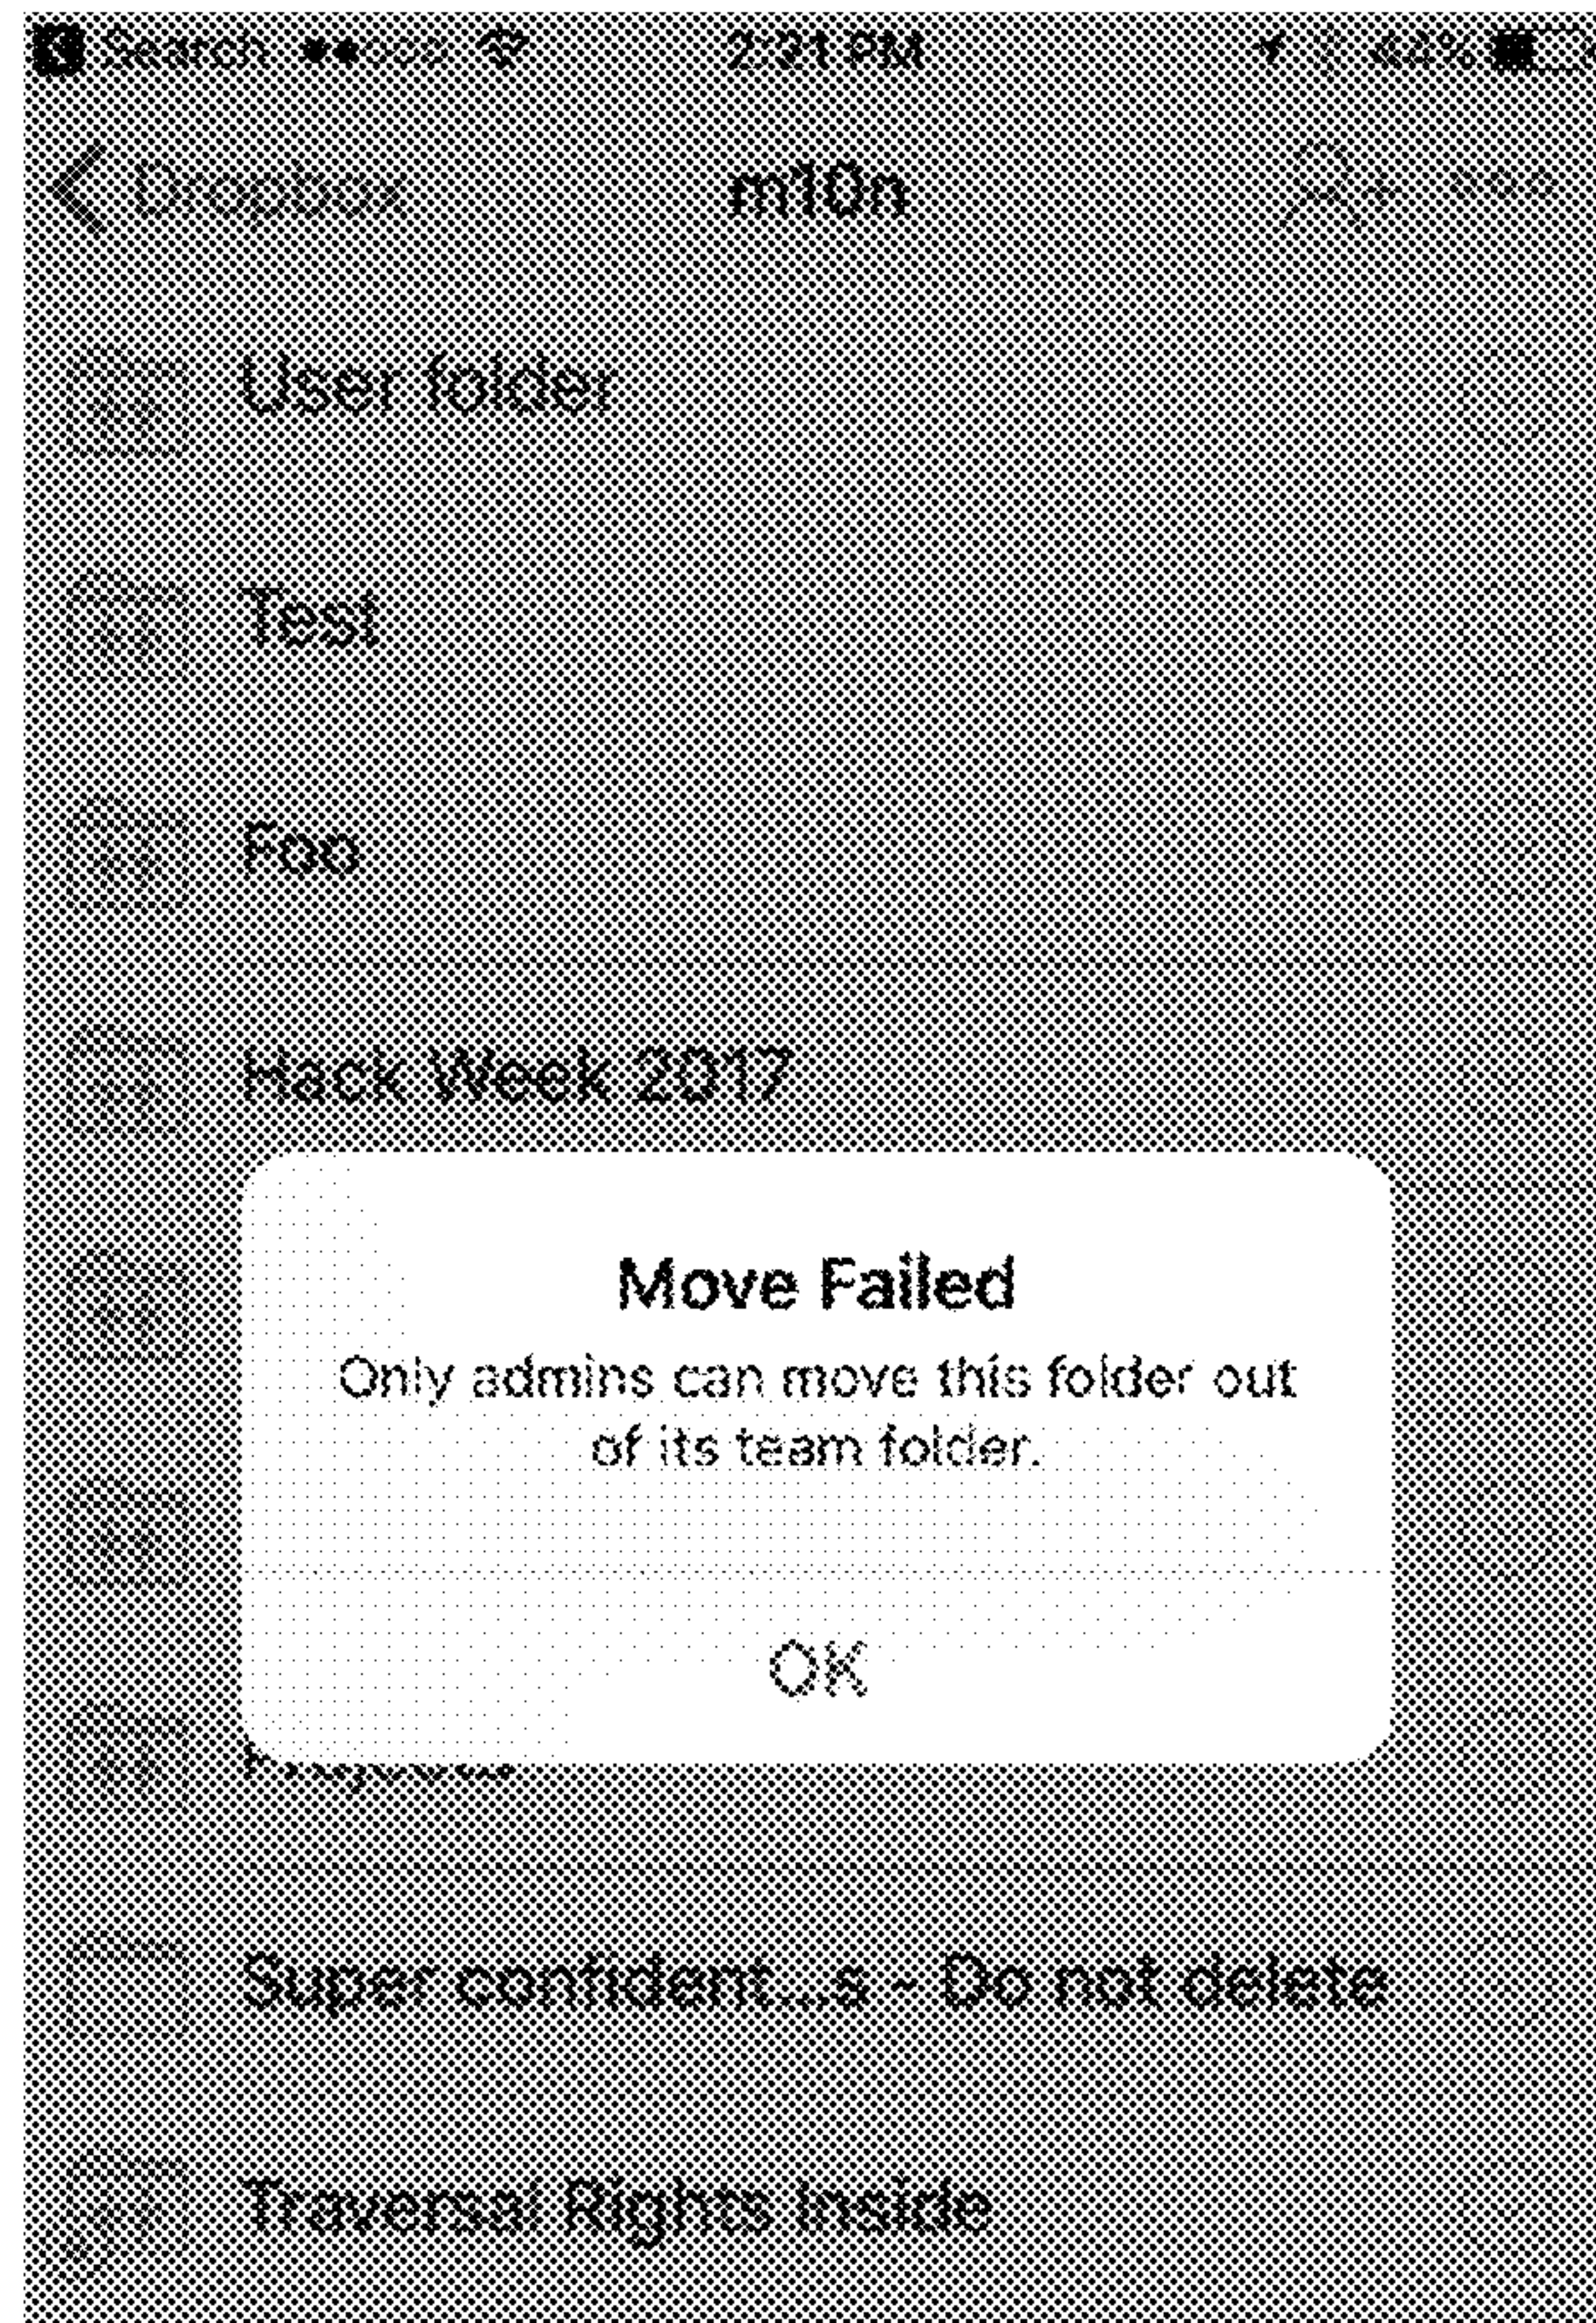 Search 2:21 PM 44%
Dropbox m10n
User folder
Test
Foo
Hack Week 2017
Move Failed
Only admins can move this folder out
of its team folder.
OK
Super confident...s - Do not delete
Traversal Rights Inside